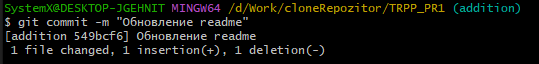 SystemX@DESKTOP-JGEHNIT MINGW64 /d/Work/cloneRepozitor/TRPP_PR1 (addition)
$ git commit -m "Обновление readme"
[addition 549bcf6] Обновление readme
 1 file changed, 1 insertion(+), 1 deletion(-)